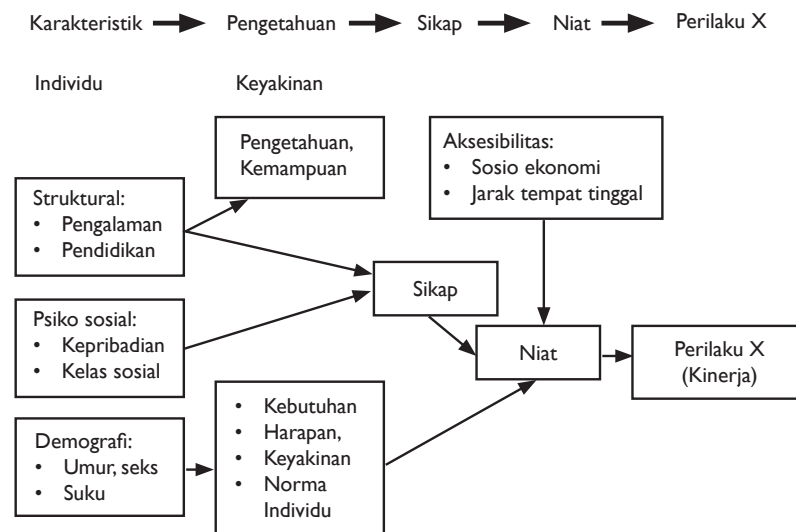 Karakteristik Pengetahuan Sikap Niat Perilaku X
Individu Keyakinan
Pengetahuan,
Kemampuan
Aksesibilitas:
• Sosio ekonomi
• Jarak tempat tinggal
Struktural:
• Pengalaman
• Pendidikan
Sikap
Psiko sosial:
• Kepribadian
• Kelas sosial
Niat
Perilaku X
(Kinerja)
Demografi:
• Umur, seks
• Suku
• Kebutuhan
• Harapan,
• Keyakinan
• Norma
Individu